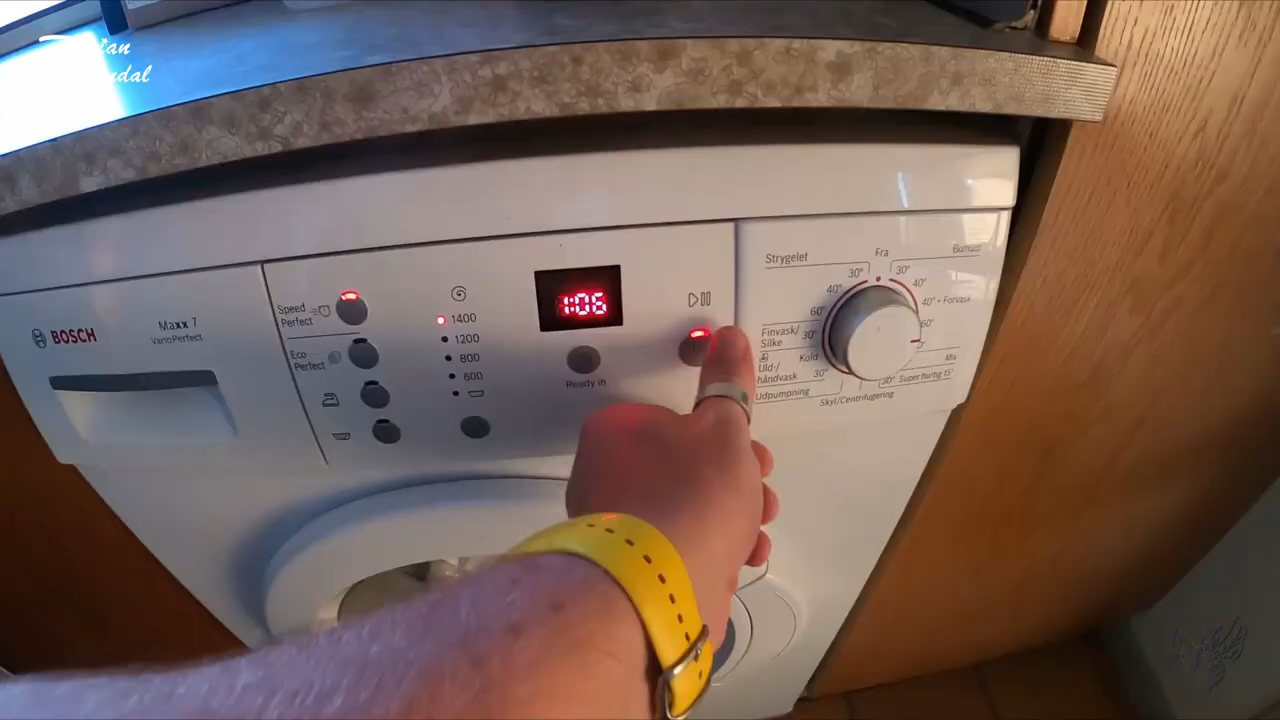 BOSCH
Maxx 7
VarioPerfect
Speed
Perfect
Eco
Perfect
1400
1200
800
600
1:06
Ready in
Strygelet
Fra
Bomuld
30°
40°
60°
30°
40°
40° + Forvask
60°
Finvask/
Silke
30°
Uld-/
håndvask
Kold
30°
Udpumpning
Skyl/Centrifugering
Mix
30°
Super hurtig 15'